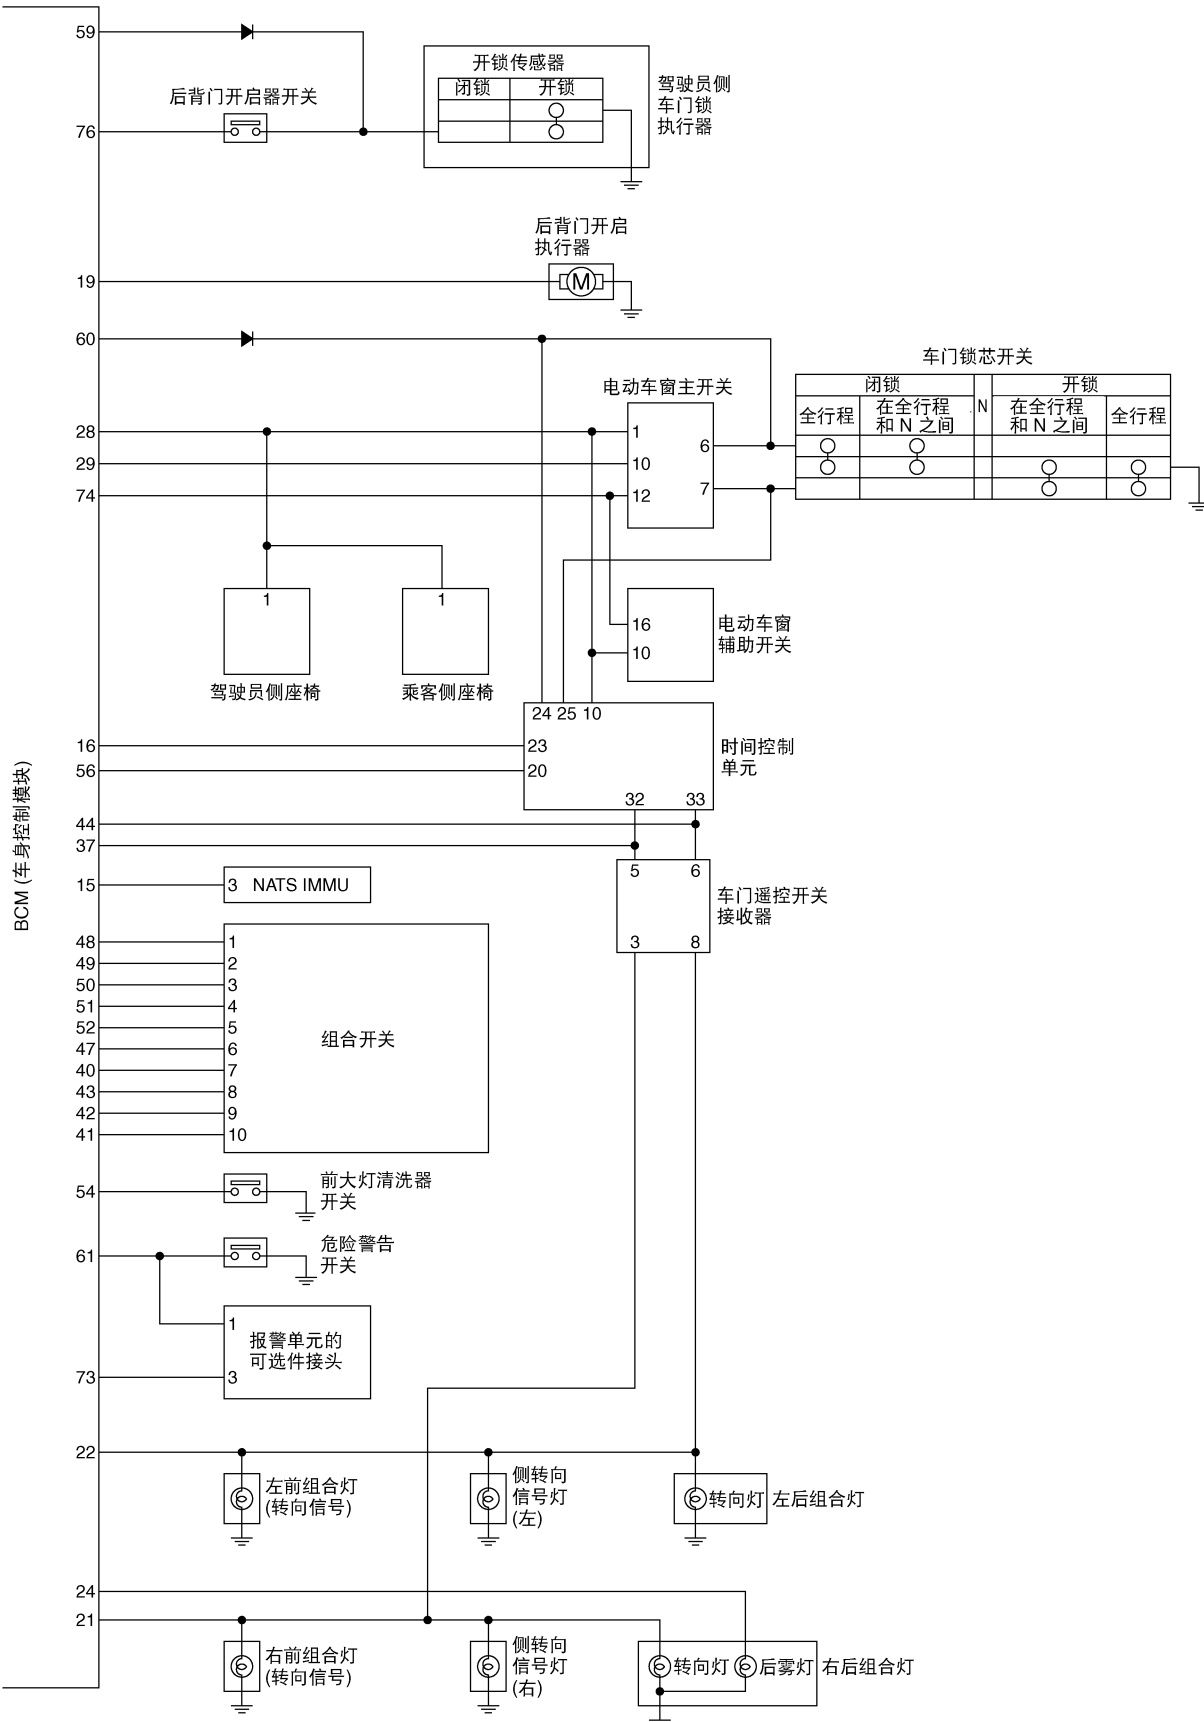 59
开锁传感器
闭锁 开锁
驾驶员侧
车门锁
执行器
后背门开启器开关
76
后背门开启
执行器
19
M
60
车门锁芯开关
闭锁 N 开锁
全行程
在全行程
和 N 之间
在全行程
和 N 之间
全行程
电动车窗主开关
28
1
6
29
10
74
12
7
1
驾驶员侧座椅
1
乘客侧座椅
16
10
电动车窗
辅助开关
24 25 10
16
23
56
20
时间控制
单元
32 33
44
37
5 6
车门遥控开关
接收器
3 8
BCM (车身控制模块)
15
3 NATS IMMU
48 1
49 2
50 3
51 4
52 5
47 6
40 7
43 8
42 9
41 10
组合开关
54
前大灯清洗器
开关
61
危险警告
开关
1
报警单元的
可选件接头
73
3
22
左前组合灯
(转向信号)
侧转向
信号灯
(左)
转向灯 左后组合灯
24
21
右前组合灯
(转向信号)
侧转向
信号灯
(右)
转向灯 后雾灯 右后组合灯